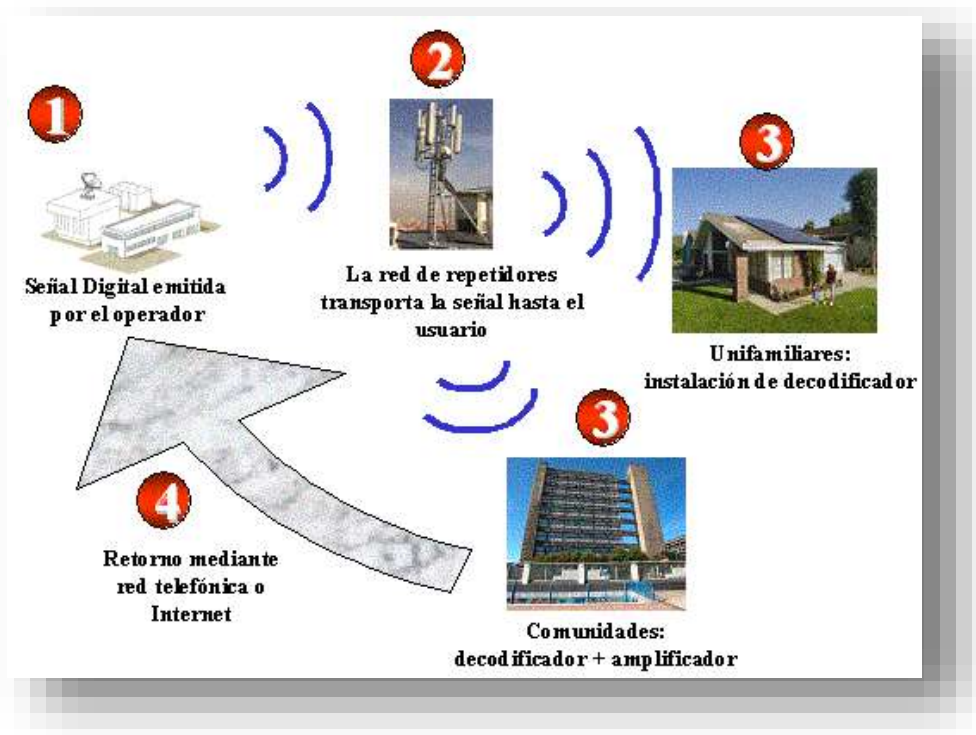 1
Señal Digital emitida
por el operador
2
La red de repetidores
transporta la señal hasta el
usuario
3
Unifamiliares:
instalación de decodificador
3
Comunidades:
decodificador + amplificador
4
Retorno mediante
red telefónica o
Internet